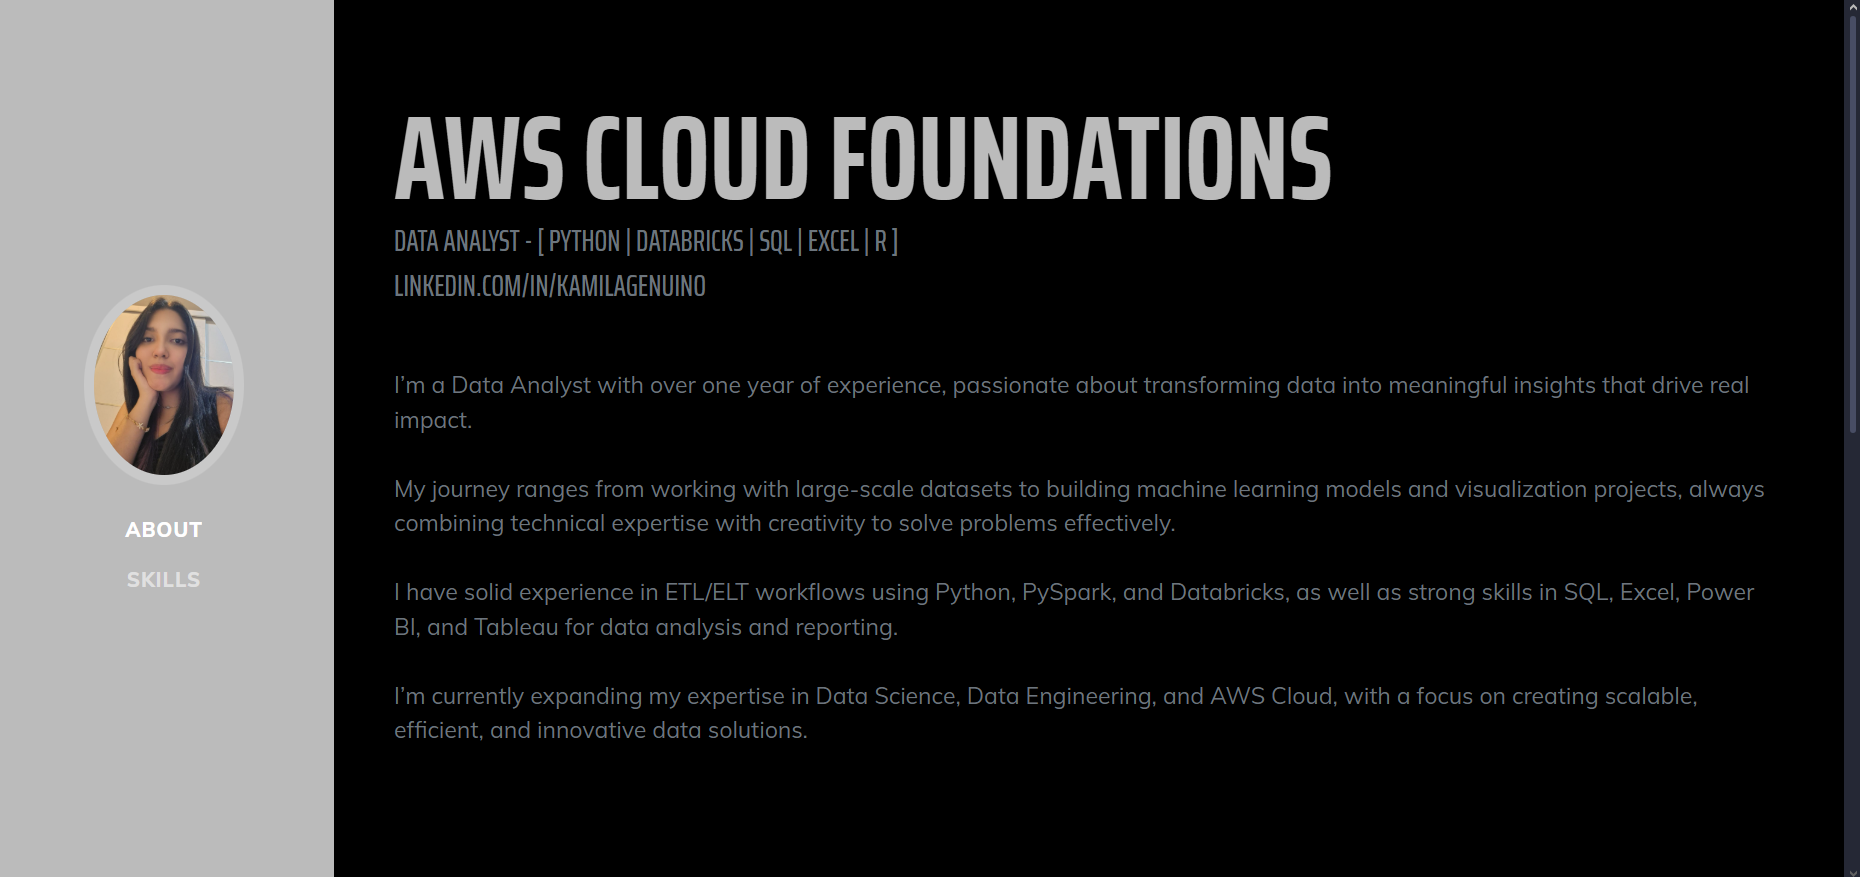 AWS CLOUD FOUNDATIONS
DATA ANALYST - [ PYTHON | DATABRICKS | SQL | EXCEL | R ]
LINKEDIN.COM/IN/KAMILAGENUINO
ABOUT
SKILLS
I’m a Data Analyst with over one year of experience, passionate about transforming data into meaningful insights that drive real
impact.
My journey ranges from working with large-scale datasets to building machine learning models and visualization projects, always
combining technical expertise with creativity to solve problems effectively.
I have solid experience in ETL/ELT workflows using Python, PySpark, and Databricks, as well as strong skills in SQL, Excel, Power
BI, and Tableau for data analysis and reporting.
I’m currently expanding my expertise in Data Science, Data Engineering, and AWS Cloud, with a focus on creating scalable,
efficient, and innovative data solutions.